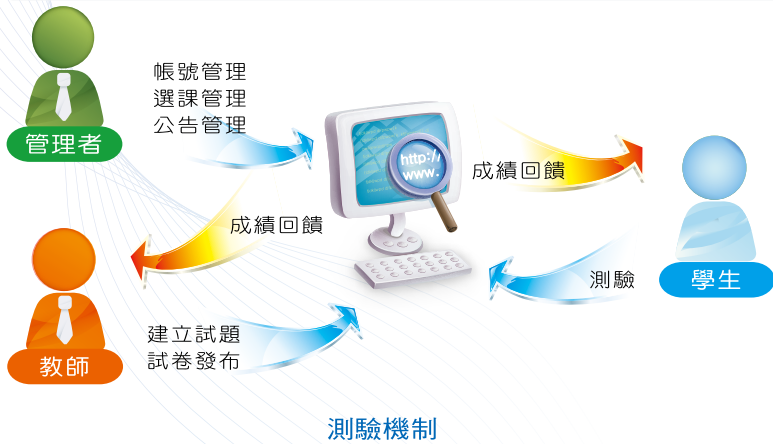 帳號管理
選課管理
公告管理
管理者
http://
www.
成績回饋
成績回饋
學生
測驗
建立試題
試卷發布
教師
測驗機制